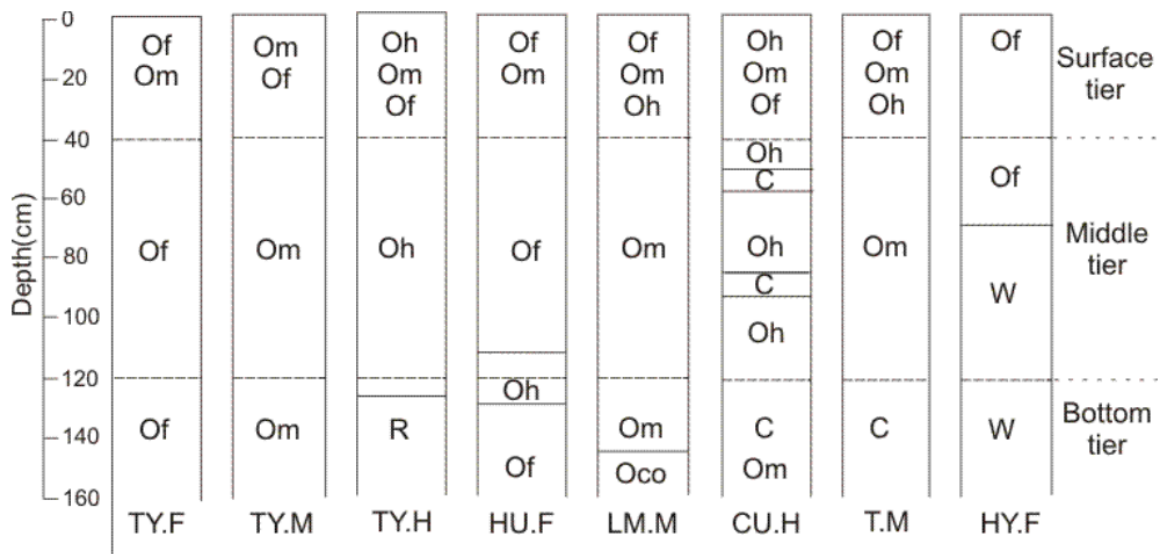 0
20
40
60
80
100
120
140
160
Depth(cm)
Of Om Oh Of Of Oh Of Of
Om Of Om Om Om Om Om
Of Oh Of Oh
Surface tier
Oh
C
Of
Of Om Oh Of Om Oh Om
C
W
Oh
Middle tier
Oh
Of Om R Om C C W
Of Oco Om
Bottom tier
TY.F TY.M TY.H HU.F LM.M CU.H T.M HY.F